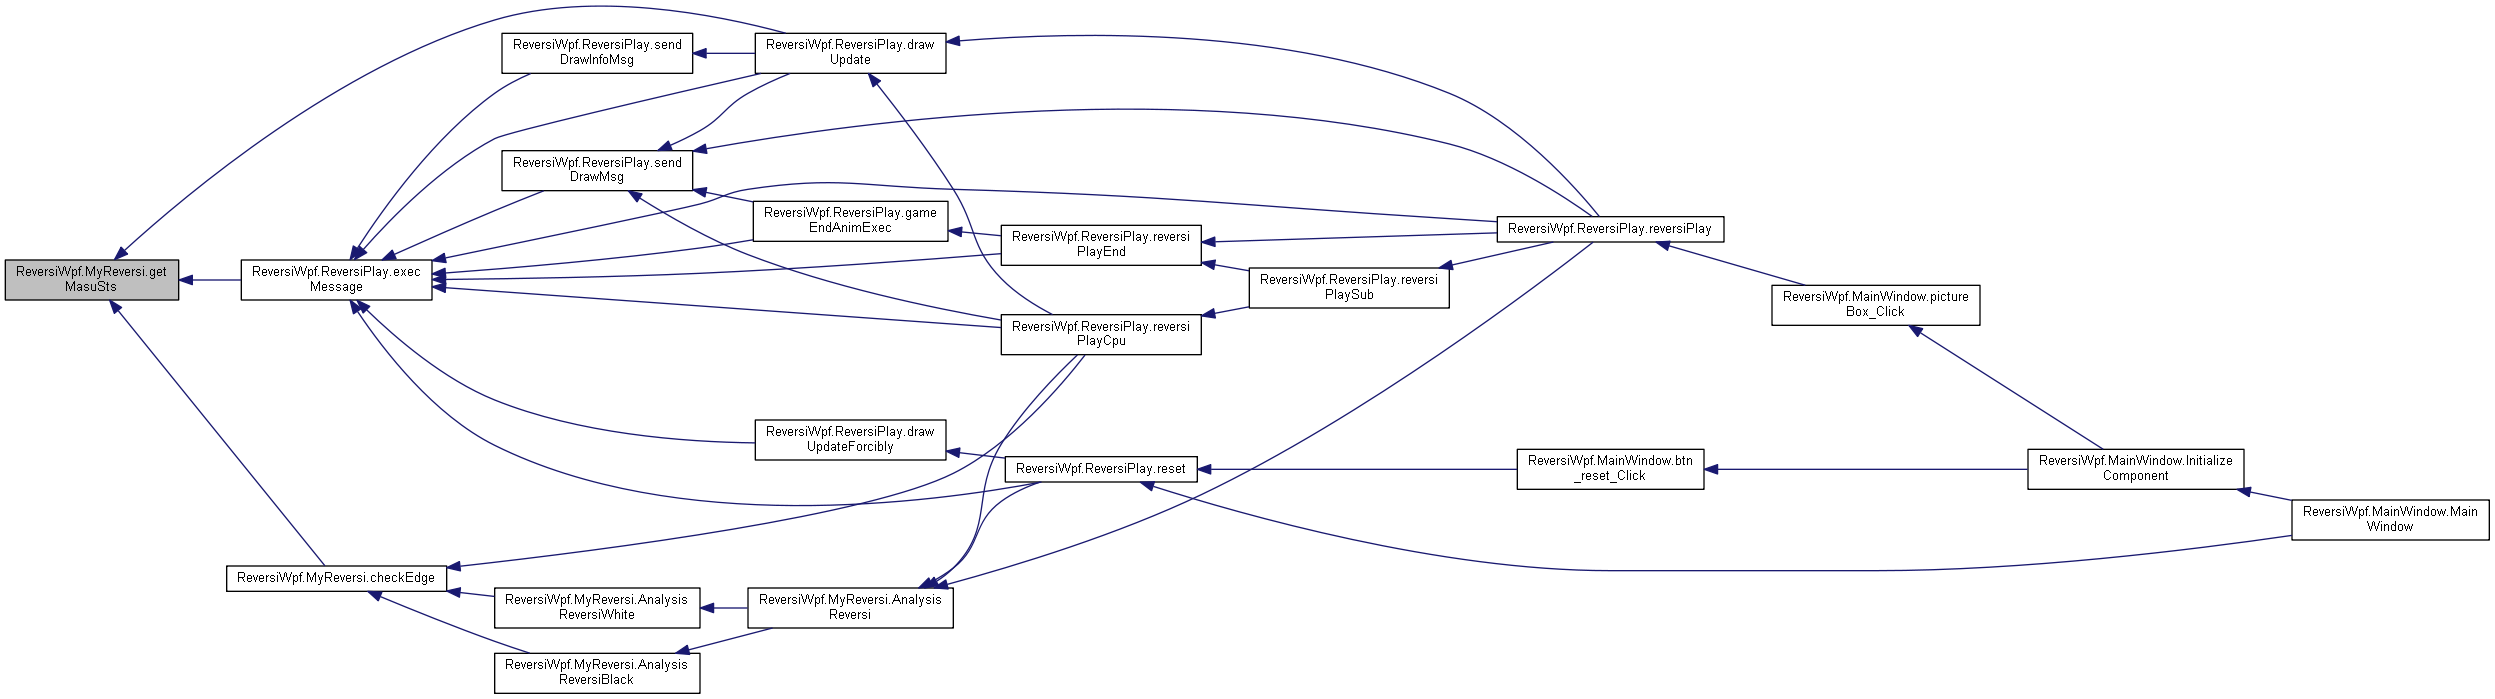 ReversiWpf.MyReversi.get
MasuSts
ReversiWpf.ReversiPlay.exec
Message
ReversiWpf.MyReversi.checkEdge
ReversiWpf.ReversiPlay.send
DrawInfoMsg
ReversiWpf.ReversiPlay.send
DrawMsg
ReversiWpf.MyReversi.Analysis
ReversiWhite
ReversiWpf.MyReversi.Analysis
ReversiBlack
ReversiWpf.ReversiPlay.draw
Update
ReversiWpf.ReversiPlay.game
EndAnimExec
ReversiWpf.ReversiPlay.draw
UpdateForcibly
ReversiWpf.MyReversi.Analysis
Reversi
ReversiWpf.ReversiPlay.reversi
PlayEnd
ReversiWpf.ReversiPlay.reversi
PlayCpu
ReversiWpf.ReversiPlay.reset
ReversiWpf.ReversiPlay.reversi
PlaySub
ReversiWpf.ReversiPlay.reversiPlay
ReversiWpf.MainWindow.btn
_reset_Click
ReversiWpf.MainWindow.picture
Box_Click
ReversiWpf.MainWindow.Initialize
Component
ReversiWpf.MainWindow.Main
Window